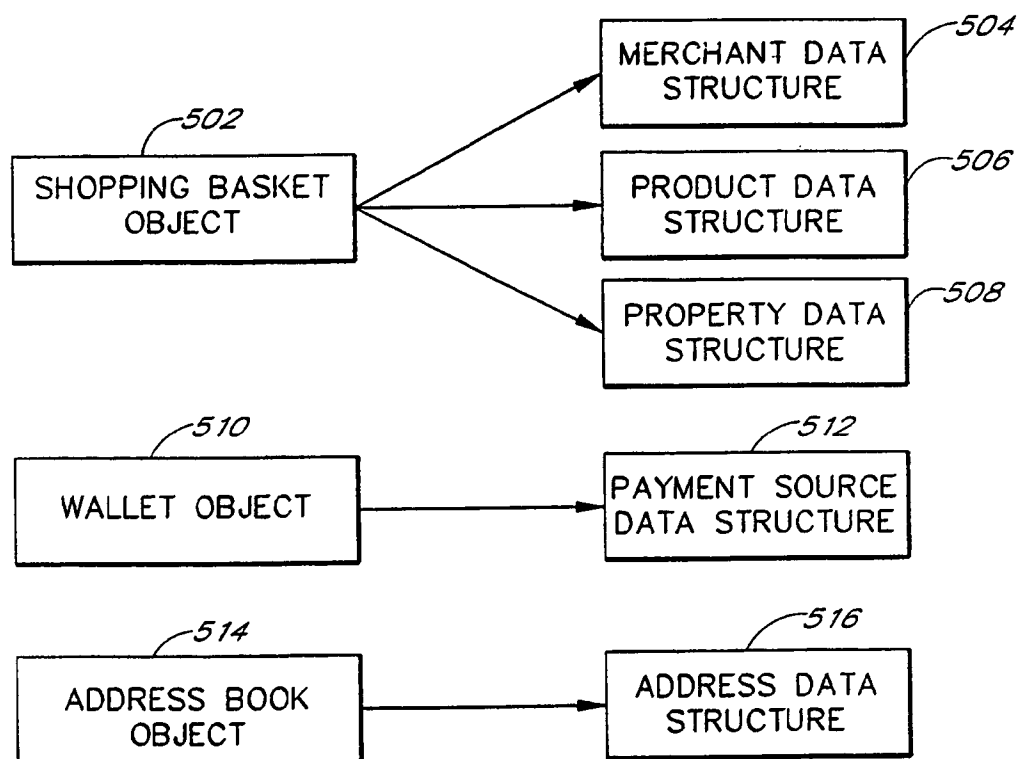 502
SHOPPING BASKET
OBJECT
504
MERCHANT DATA
STRUCTURE
506
PRODUCT DATA
STRUCTURE
508
PROPERTY DATA
STRUCTURE
510
WALLET OBJECT
512
PAYMENT SOURCE
DATA STRUCTURE
514
ADDRESS BOOK
OBJECT
516
ADDRESS DATA
STRUCTURE